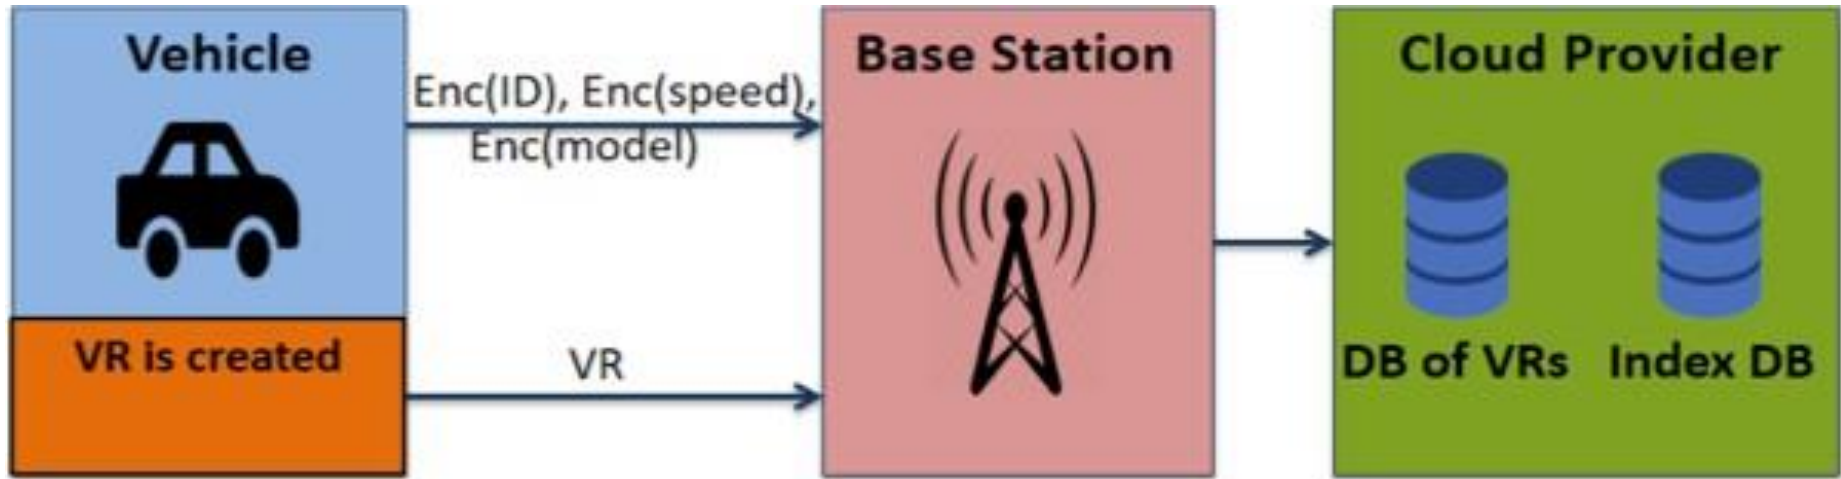 Vehicle
Enc(ID), Enc(speed),
Enc(model)
VR is created
VR
Base Station
Cloud Provider
DB of VRs
Index DB